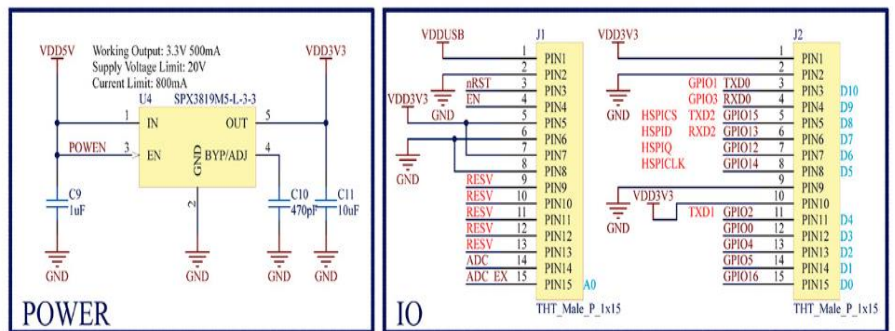 VDD5V
Working Output: 3.3V 500mA
Supply Voltage Limit: 20V
Current Limit: 800mA
VDD3V3
U4 SPX3819M5-L-3-3
1 IN OUT 5
POWEN 3 EN BYP/ADJ 4
GND
2
C9
1uF
C10
470pF
C11
10uF
GND
GND
GND
GND
POWER
J1
VDDUSB
1 PIN1
2 PIN2
nRST 3 PIN3
EN 4 PIN4
GND
VDD3V3
5 PIN5
6 PIN6
7 PIN7
8 PIN8
GND
RESV 9 PIN9
RESV 10 PIN10
RESV 11 PIN11
RESV 12 PIN12
RESV 13 PIN13
ADC 14 PIN14
ADC EX 15 PIN15 A0
THT_Male_P_1x15
J2
VDD3V3
1 PIN1
2 PIN2
GND
GPIO1 TXD0 3 PIN3 D10
GPIO3 RXD0 4 PIN4 D9
HSPICS TXD2 GPIO15 5 PIN5 D8
HSPID RXD2 GPIO13 6 PIN6 D7
HSPIQ GPIO12 7 PIN7 D6
HSPICLK GPIO14 8 PIN8 D5
9 PIN9
VDD3V3
10 PIN10
GND
TXD1 GPIO2 11 PIN11 D4
GPIO0 12 PIN12 D3
GPIO4 13 PIN13 D2
GPIO5 14 PIN14 D1
GPIO16 15 PIN15 D0
THT_Male_P_1x15
IO